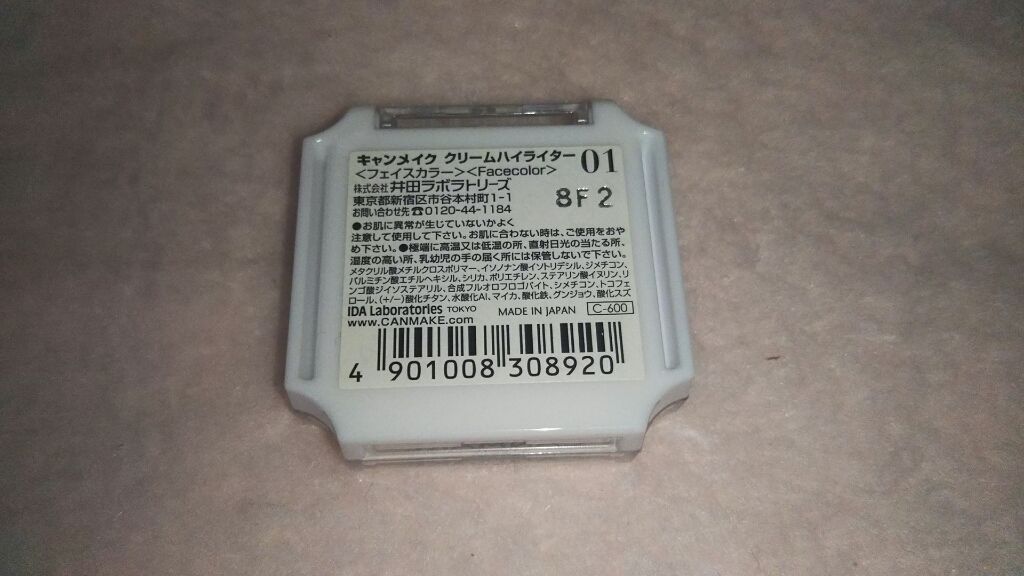 キャンメイク クリームハイライター 01
<フェイスカラー><Facecolor>
株式会社 井田ラボラトリーズ
8F2
東京都新宿区市谷本村町1-1
お問い合わせ先☎0120-44-1184
●お肌に異常が生じていないかよく
注意して使用して下さい。お肌に合わない時は、ご使用をおや
め下さい。●極端に高温又は低温の所、直射日光の当たる所、
湿度の高い所、乳幼児の手の届く所には保管しないで下さい。
メタクリル酸メチルクロスポリマー、イソノナン酸イソトリデシル、ジメチコン、
パルミチン酸エチルヘキシル、シリカ、ポリエチレン、ステアリン酸イヌリン、リ
ンゴ酸ジイソステアリル、合成フルオロフロゴパイト、シメチコン、トコフェ
ロール、(+/-)酸化チタン、水酸化Al、マイカ、酸化鉄、グンジョウ、酸化スズ
IDA Laboratories TOKYO MADE IN JAPAN C-600
www.CANMAKE.com
4 901008 308920